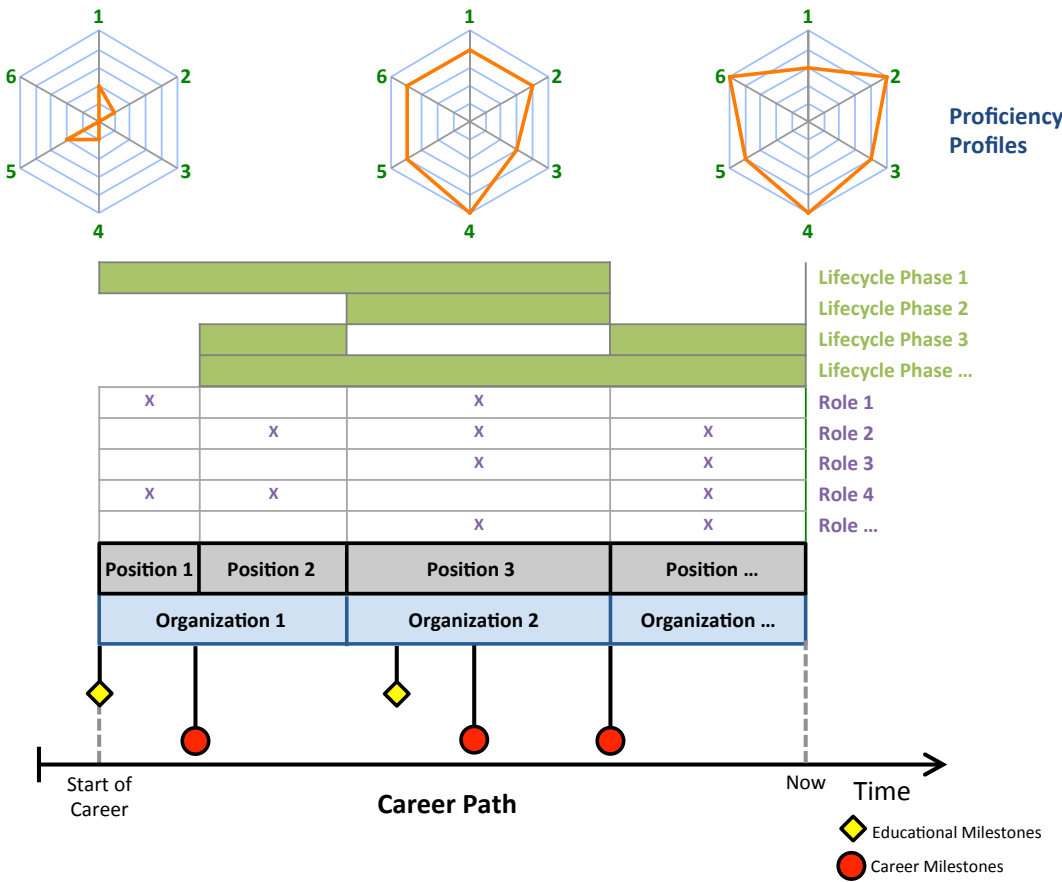 1 1 1
6 2 6 2 6 2
Proficiency
Profiles
5 3 5 3 5 3
4 4 4
Lifecycle Phase 1
Lifecycle Phase 2
Lifecycle Phase 3
Lifecycle Phase ...
X X Role 1
X X X Role 2
X X Role 3
X X X Role 4
X X Role ...
Position 1 Position 2 Position 3 Position ...
Organization 1 Organization 2 Organization ...
Start of
Career
Career Path
Now
Time
Educational Milestones
Career Milestones